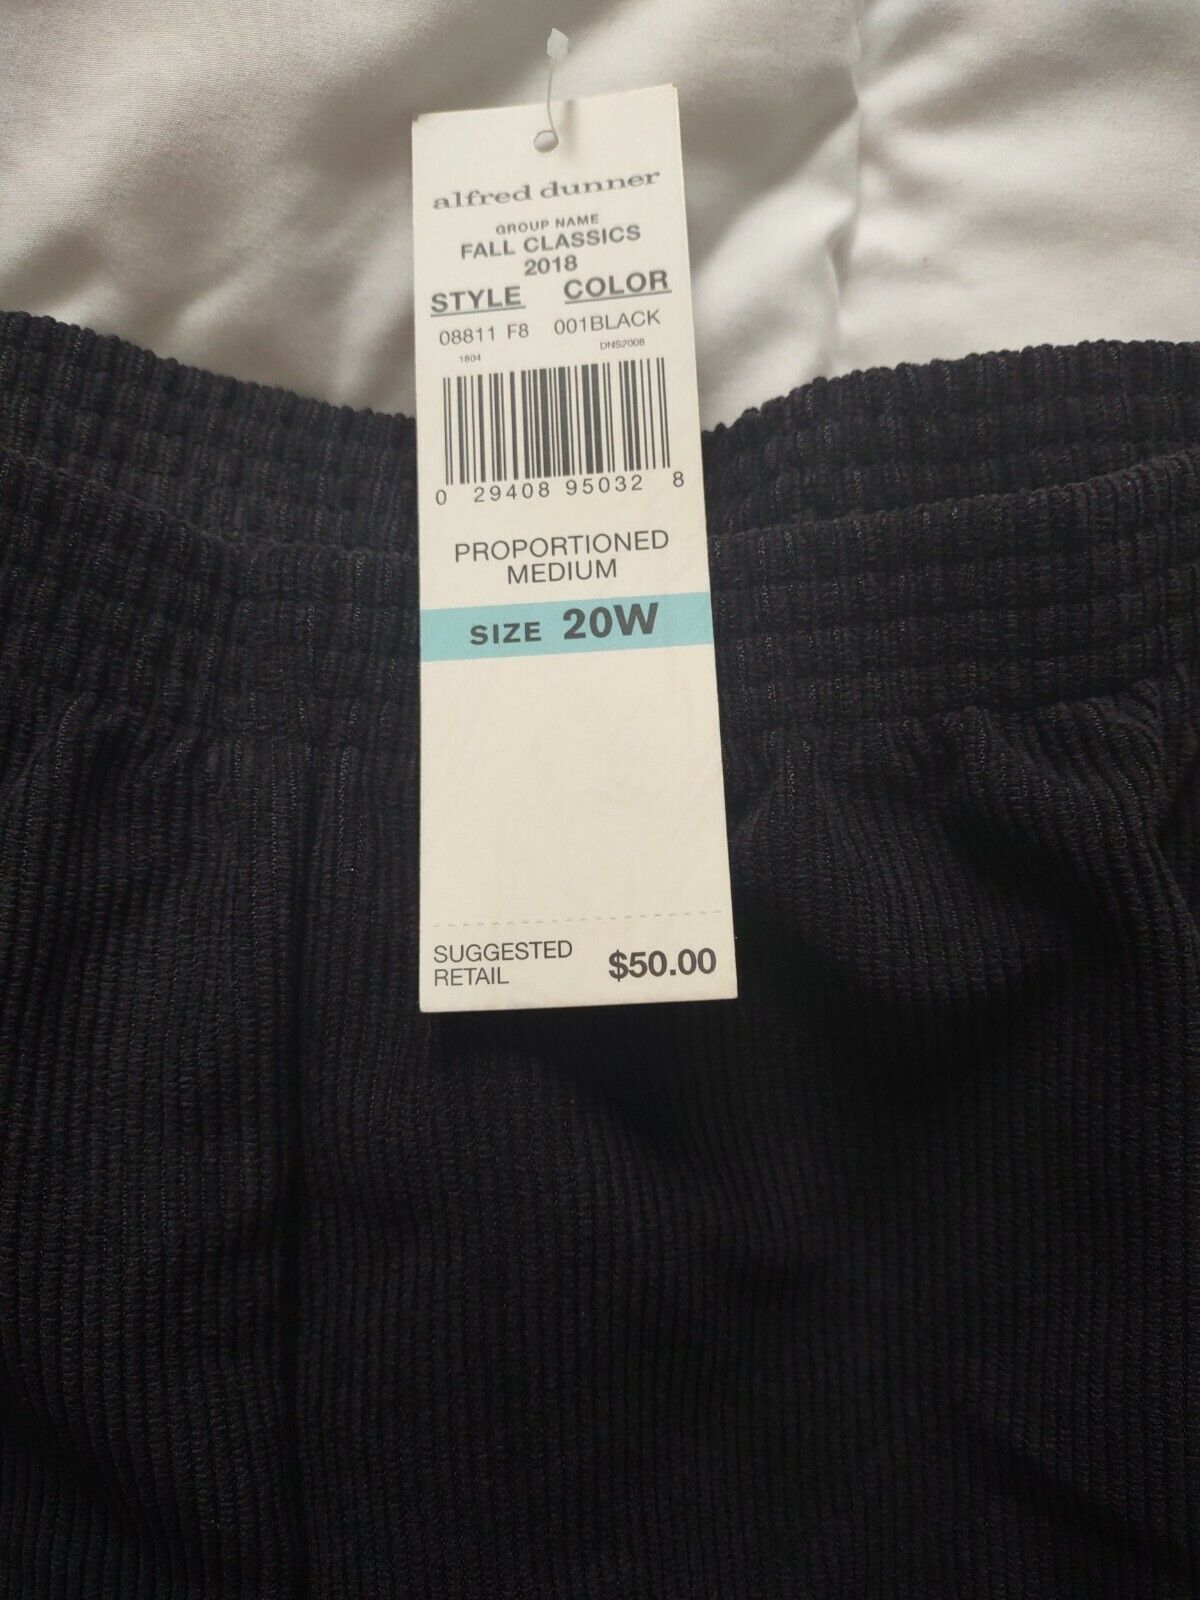 alfred dunner
GROUP NAME
FALL CLASSICS
2018
STYLE COLOR
08811 F8 001BLACK
1804 DNS2008
0 29408 95032 8
PROPORTIONED
MEDIUM
SIZE 20W
SUGGESTED
RETAIL $50.00